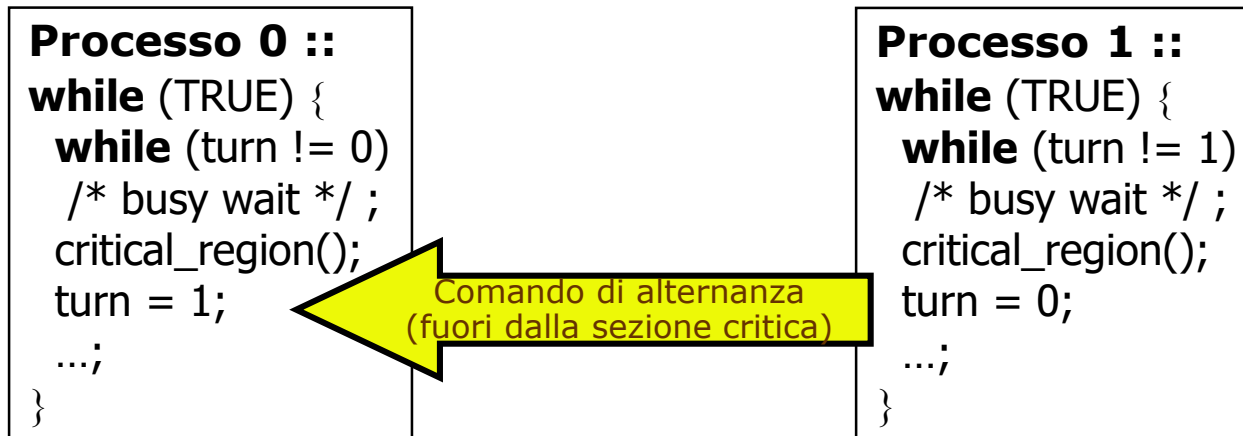 Processo 0 ::
while (TRUE) {
while (turn != 0)
/* busy wait */ ;
critical_region();
turn = 1;
…;
}
Comando di alternanza
(fuori dalla sezione critica)
Processo 1 ::
while (TRUE) {
while (turn != 1)
/* busy wait */ ;
critical_region();
turn = 0;
…;
}